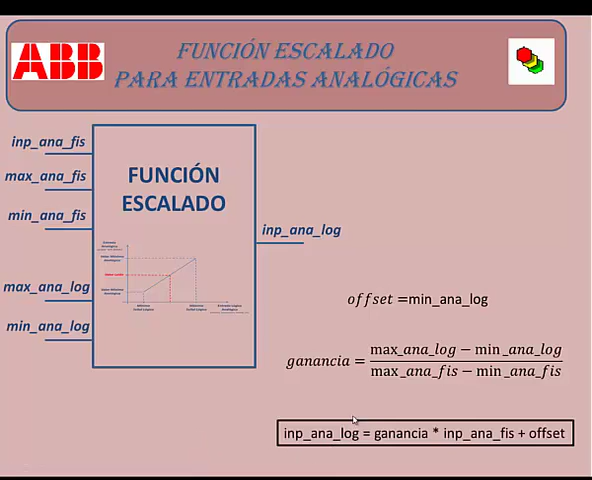 ABB
FUNCIÓN ESCALADO
PARA ENTRADAS ANALÓGICAS
inp_ana_fis
max_ana_fis
min_ana_fis
max_ana_log
min_ana_log
FUNCIÓN
ESCALADO
inp_ana_log
offset =min_ana_log
ganancia = max_ana_log − min_ana_log
max_ana_fis − min_ana_fis
inp_ana_log = ganancia * inp_ana_fis + offset